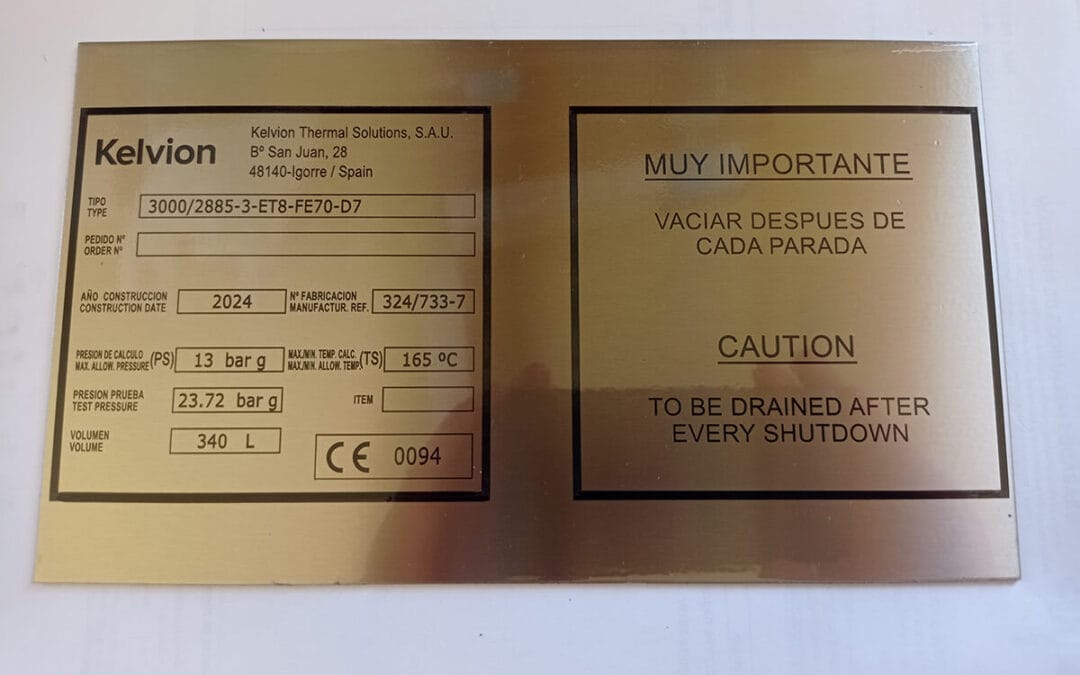 Kelvion
Kelvion Thermal Solutions, S.A.U.
Bº San Juan, 28
48140-Igorre / Spain
TIPO
TYPE
3000/2885-3-ET8-FE70-D7
PEDIDO Nº
ORDER Nº
AÑO CONSTRUCCION
CONSTRUCTION DATE
2024
Nº FABRICACION
MANUFACTUR. REF.
324/733-7
PRESION DE CALCULO
MAX. ALLOW. PRESSURE (PS)
13 bar g
MAX./MIN. TEMP. CALC.
MAX./MIN. ALLOW. TEMP. (TS)
165 ºC
PRESION PRUEBA
TEST PRESSURE
23.72 bar g
ITEM
VOLUMEN
VOLUME
340 L
CE 0094
MUY IMPORTANTE
VACIAR DESPUES DE
CADA PARADA
CAUTION
TO BE DRAINED AFTER
EVERY SHUTDOWN